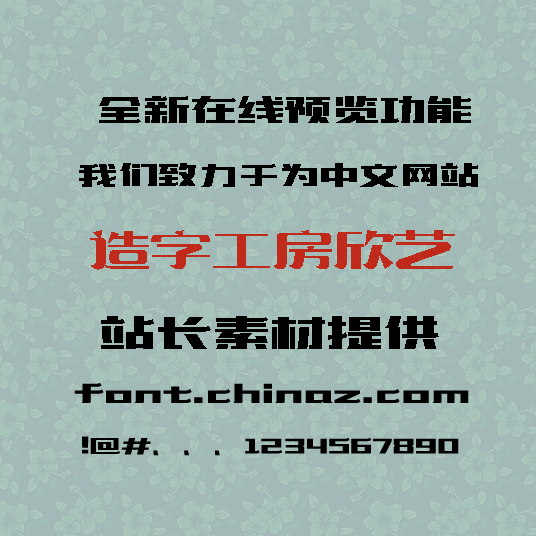 全新在线预览功能
我们致力于为中文网站
造字工房欣艺
站长素材提供
font.chinaz.com
!@#、、、1234567890